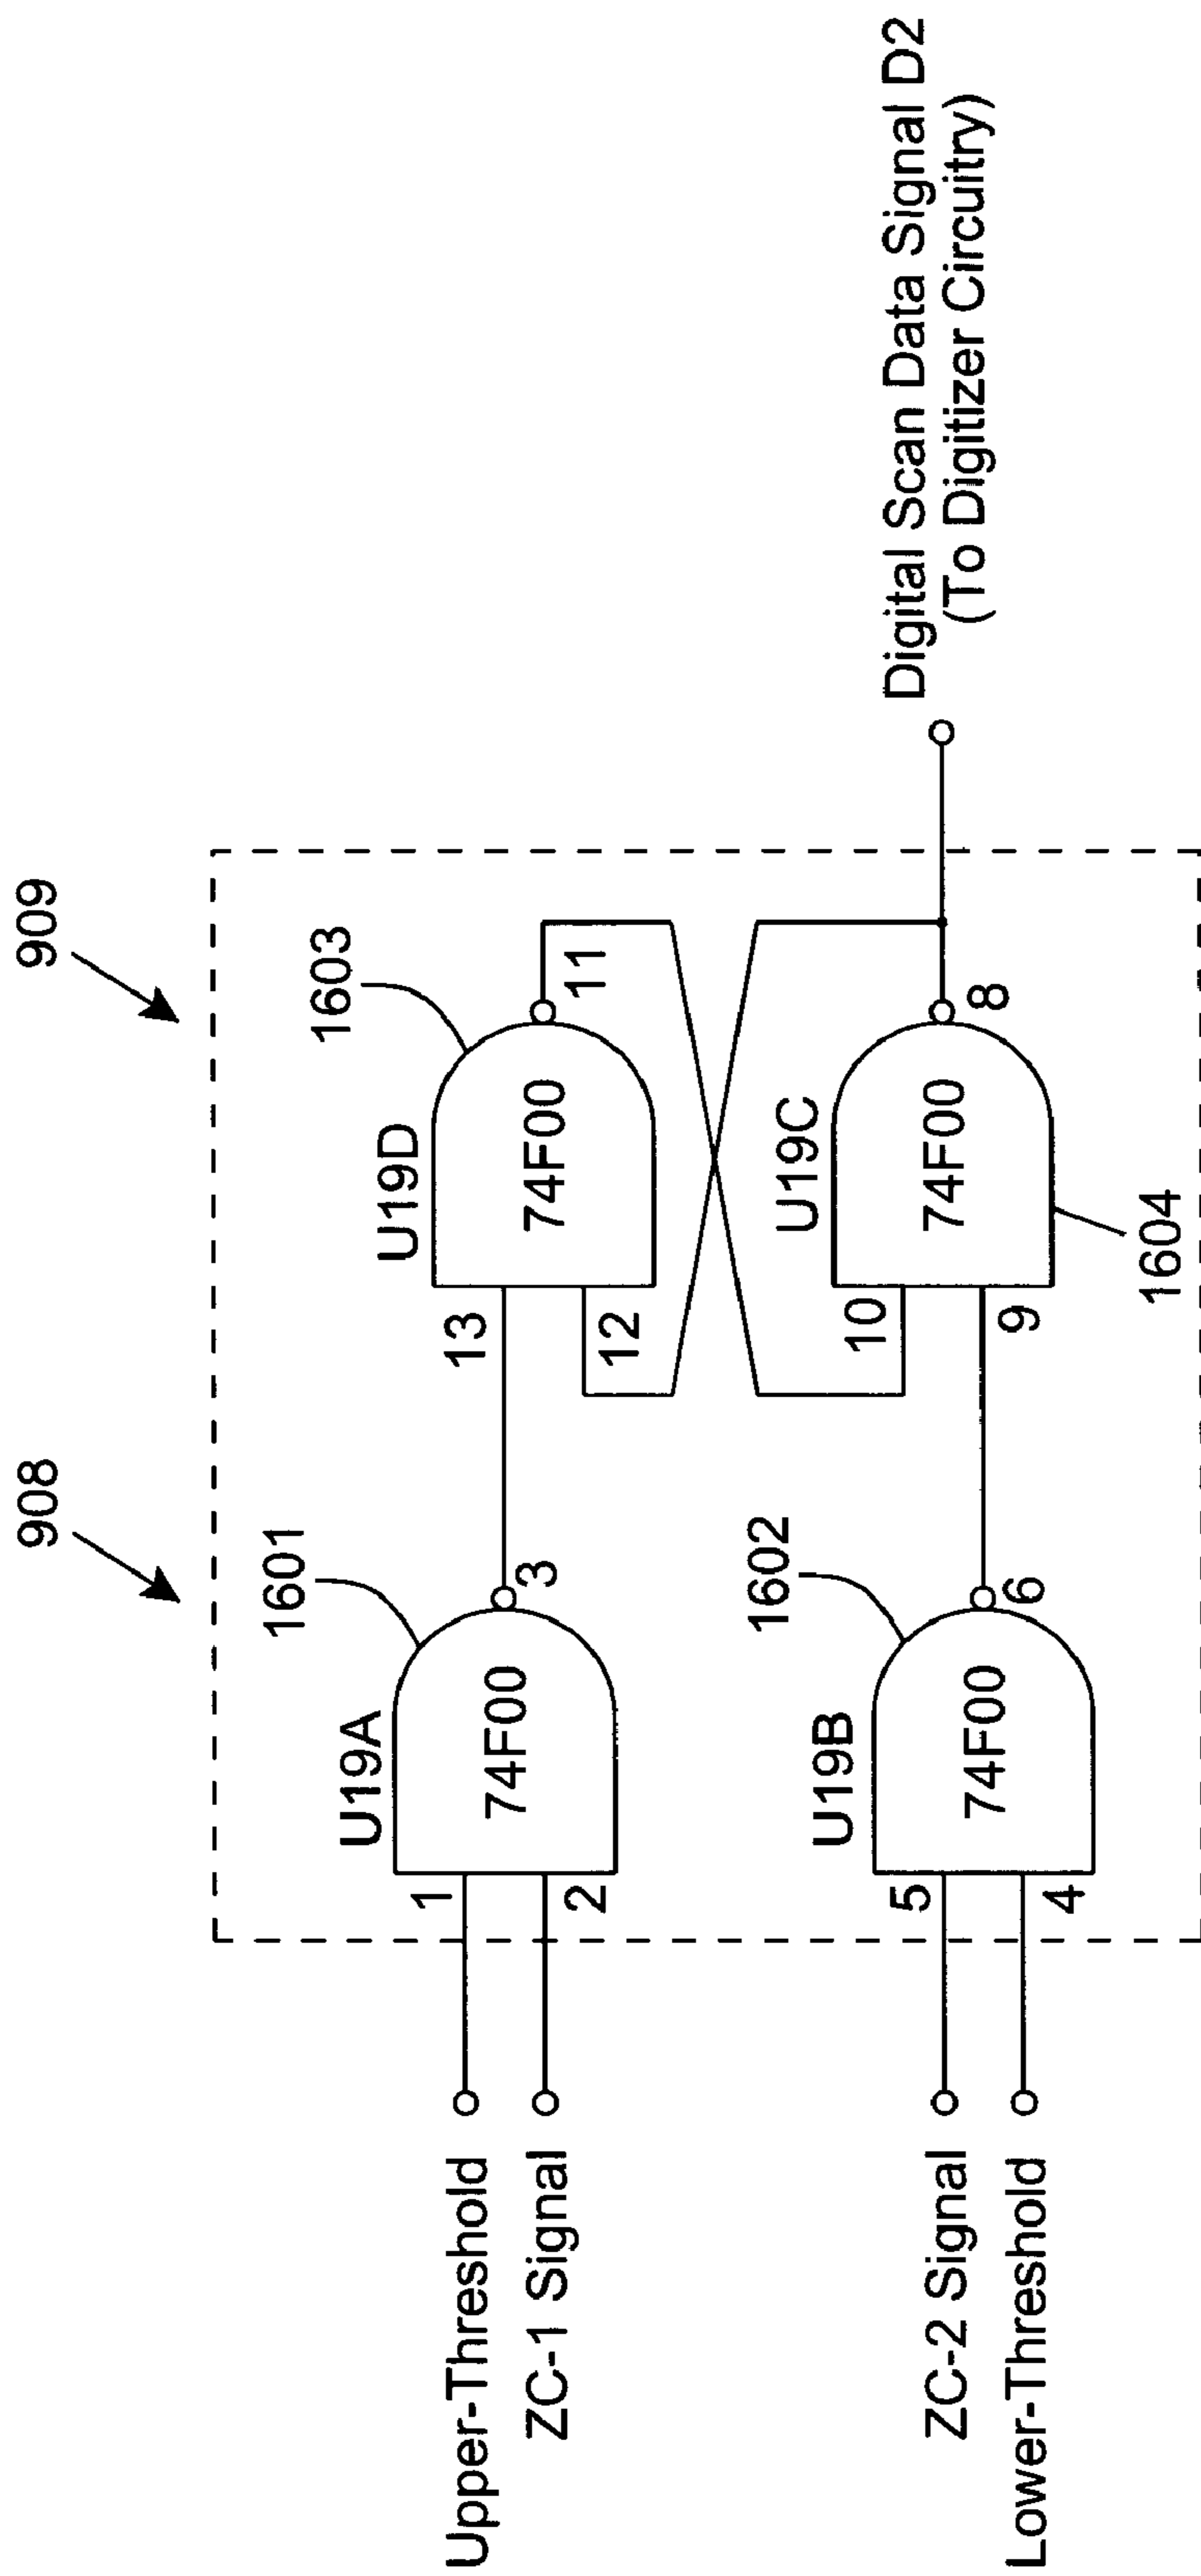 908
909
1601
U19A
74F00
1
2
3
U19D
1603
74F00
13
12
11
Upper-Threshold
ZC-1 Signal
1602
U19B
74F00
5
4
6
U19C
74F00
10
9
8
1604
ZC-2 Signal
Lower-Threshold
Digital Scan Data Signal D2
(To Digitizer Circuitry)